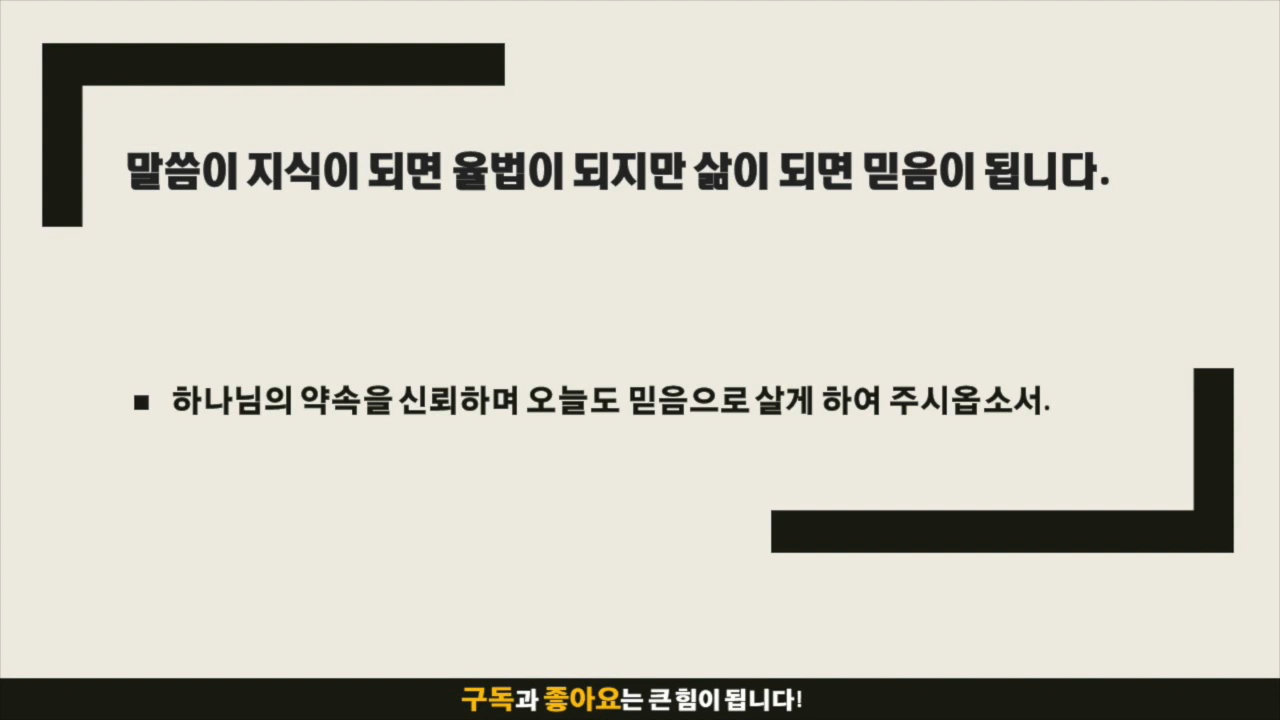 말씀이 지식이 되면 율법이 되지만 삶이 되면 믿음이 됩니다.
■ 하나님의 약속을 신뢰하며 오늘도 믿음으로 살게 하여 주시옵소서.
구독과 좋아요는 큰 힘이 됩니다!